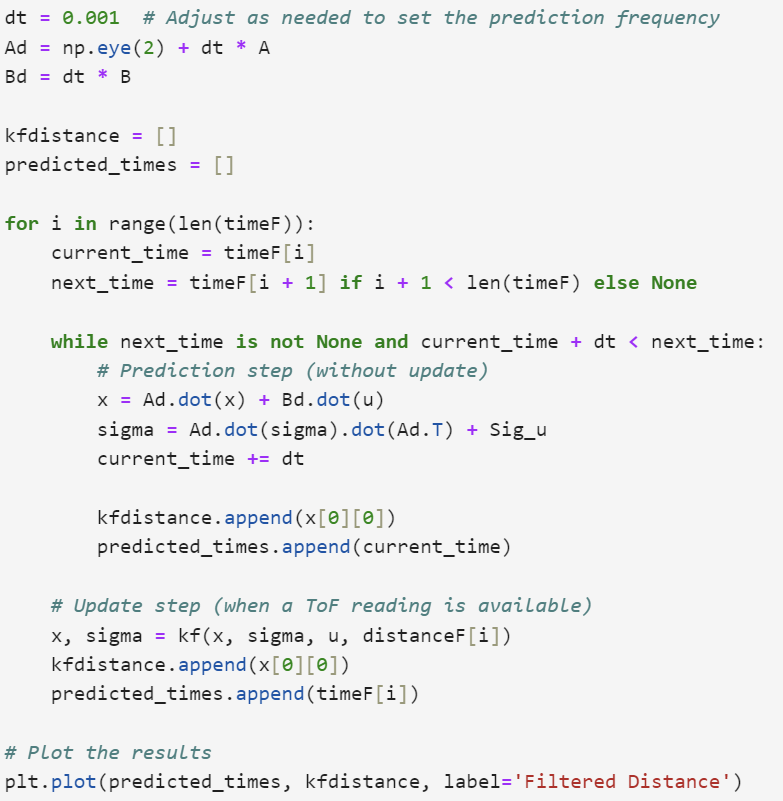 dt = 0.001  # Adjust as needed to set the prediction frequency
Ad = np.eye(2) + dt * A
Bd = dt * B

kfdistance = []
predicted_times = []

for i in range(len(timeF)):
    current_time = timeF[i]
    next_time = timeF[i + 1] if i + 1 < len(timeF) else None

    while next_time is not None and current_time + dt < next_time:
        # Prediction step (without update)
        x = Ad.dot(x) + Bd.dot(u)
        sigma = Ad.dot(sigma).dot(Ad.T) + Sig_u
        current_time += dt

        kfdistance.append(x[0][0])
        predicted_times.append(current_time)

    # Update step (when a ToF reading is available)
    x, sigma = kf(x, sigma, u, distanceF[i])
    kfdistance.append(x[0][0])
    predicted_times.append(timeF[i])

# Plot the results
plt.plot(predicted_times, kfdistance, label='Filtered Distance')